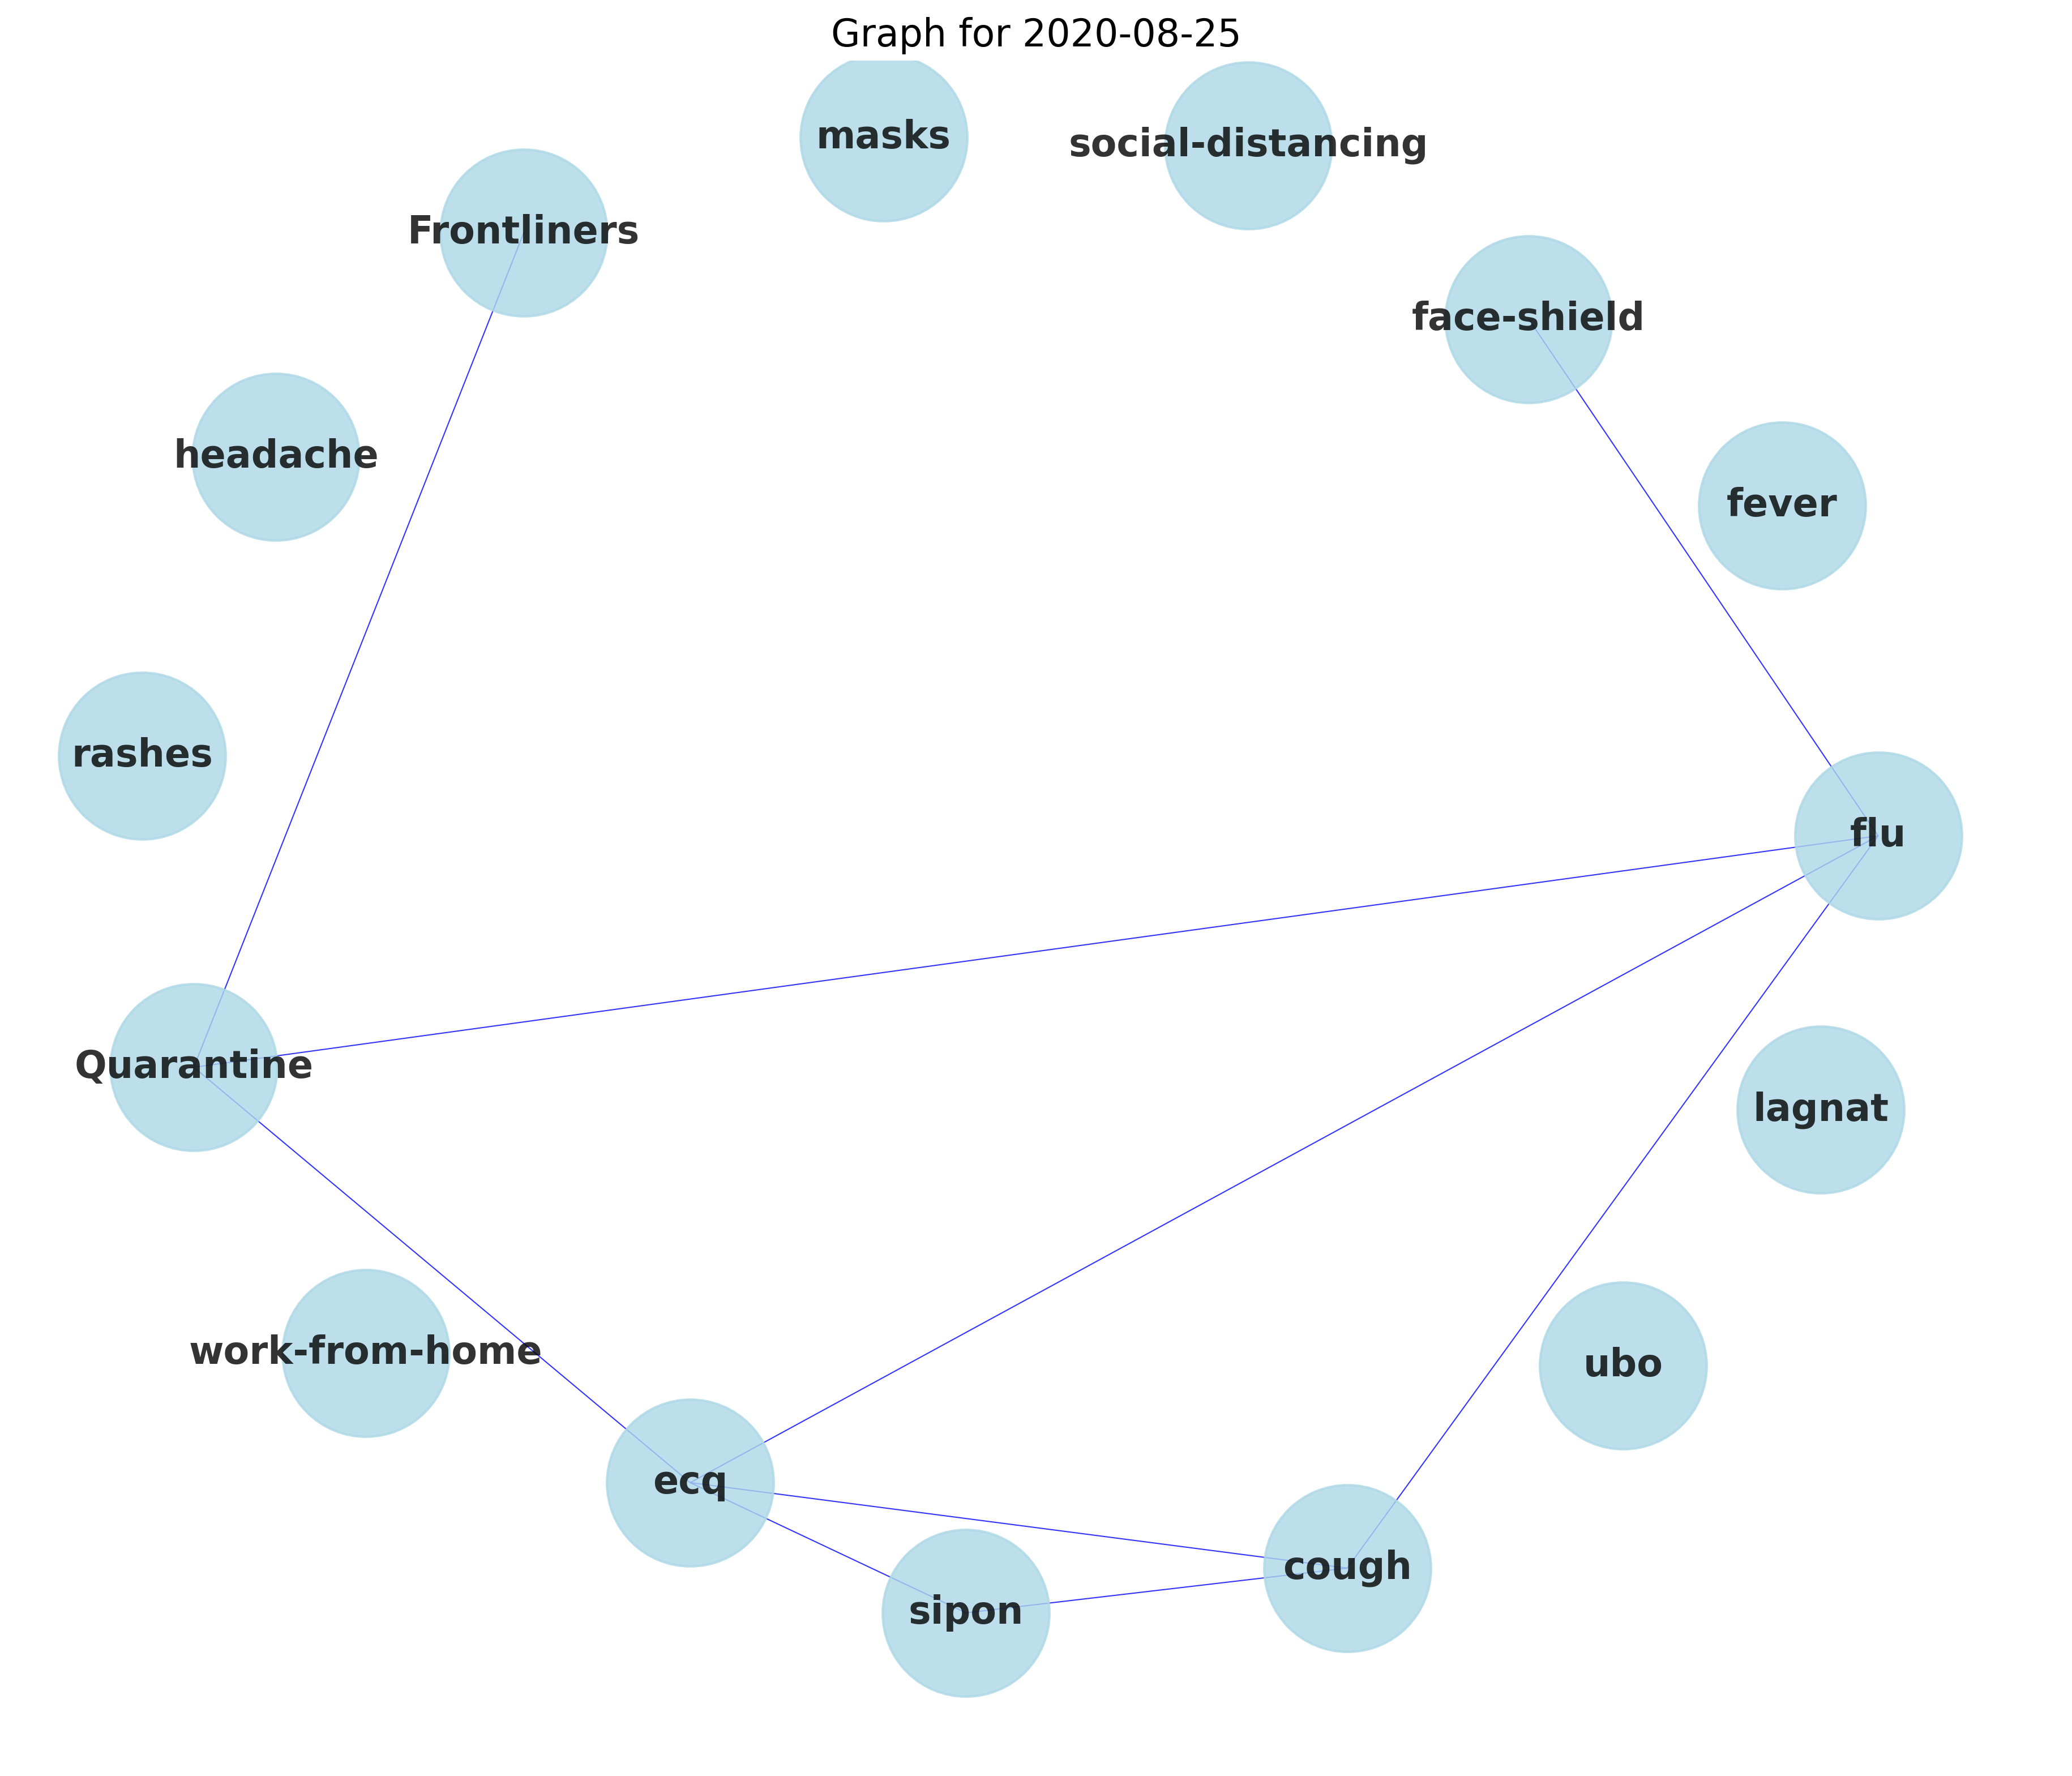 Graph for 2020-08-25
masks
social-distancing
Frontliners
face-shield
headache
fever
rashes
flu
Quarantine
lagnat
work-from-home
ubo
ecq
cough
sipon